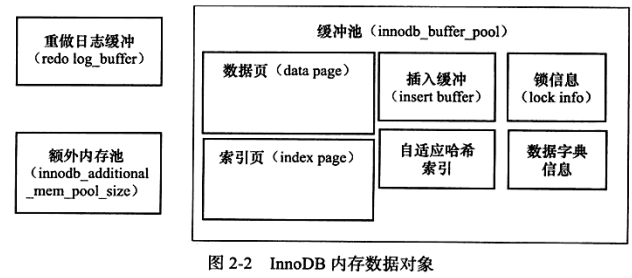 重做日志缓冲
（redo log_buffer）
额外内存池
（innodb_additional
_mem_pool_size）
缓冲池（innodb_buffer_pool）
数据页（data page）
插入缓冲
（insert buffer）
锁信息
（lock info）
索引页（index page）
自适应哈希
索引
数据字典
信息
图 2-2 InnoDB 内存数据对象